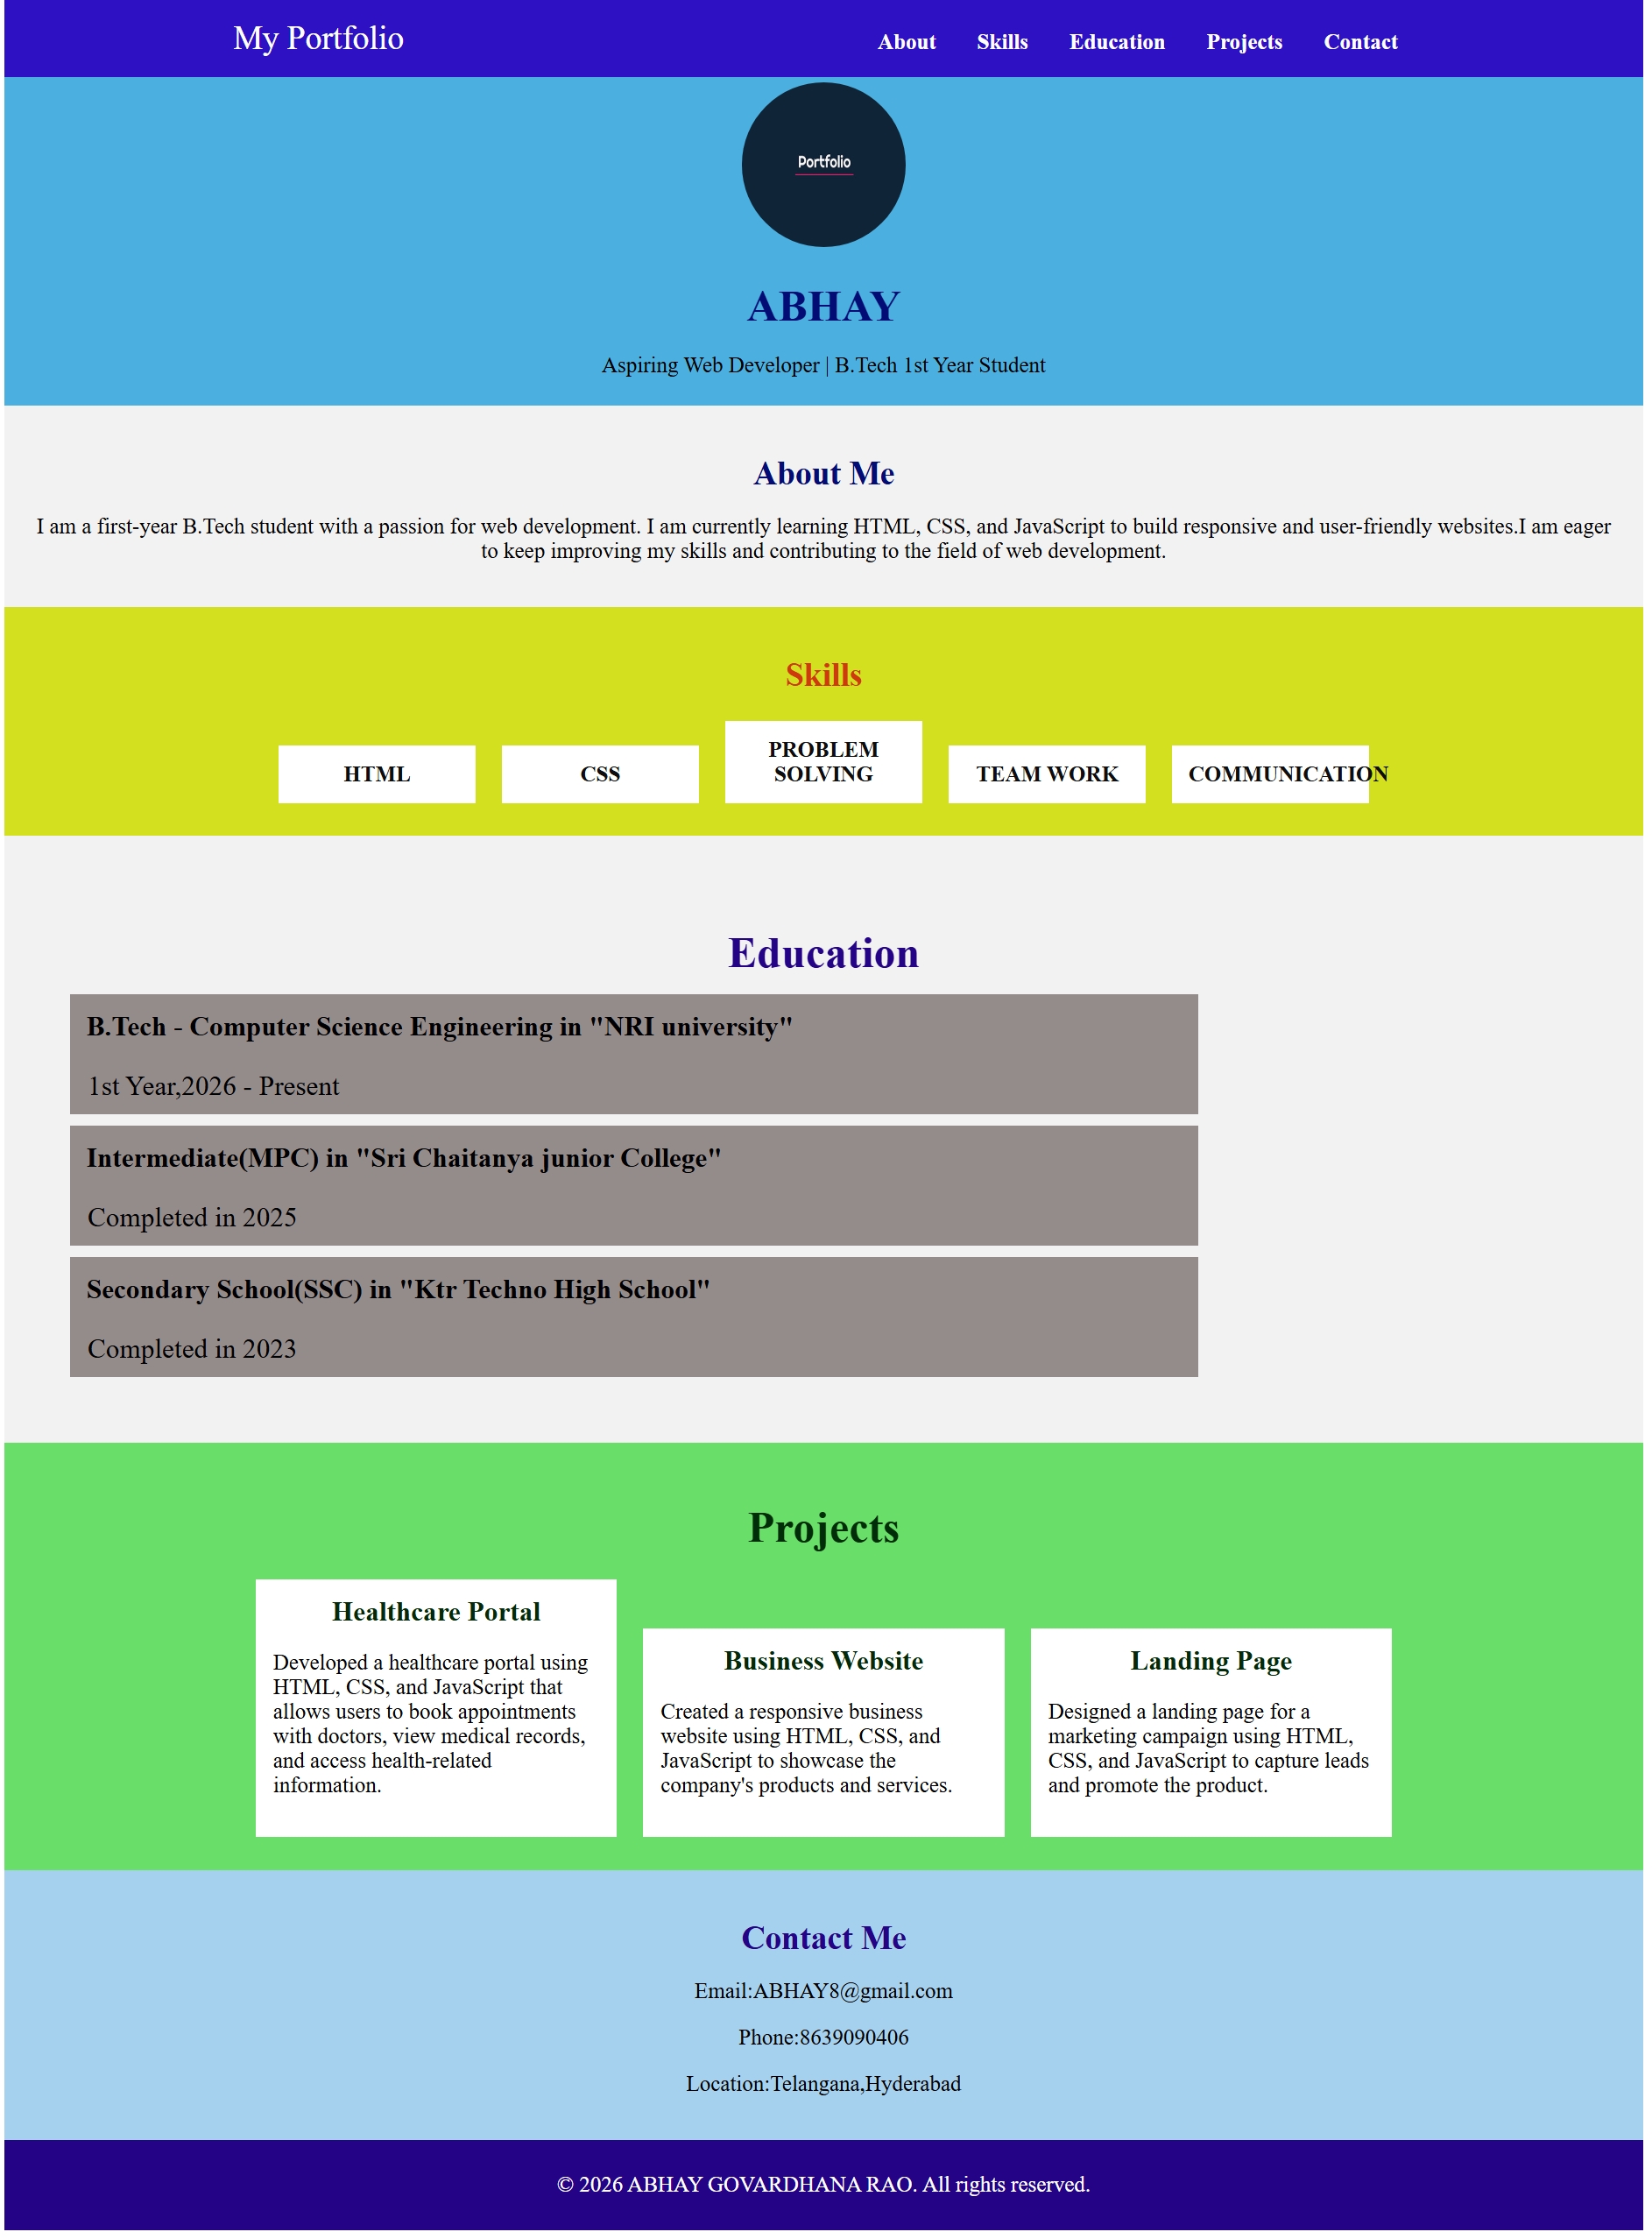 My Portfolio
About Skills Education Projects Contact
Portfolio
ABHAY
Aspiring Web Developer | B.Tech 1st Year Student
About Me
I am a first-year B.Tech student with a passion for web development. I am currently learning HTML, CSS, and JavaScript to build responsive and user-friendly websites.I am eager
to keep improving my skills and contributing to the field of web development.
Skills
HTML
CSS
PROBLEM
SOLVING
TEAM WORK
COMMUNICATION
Education
B.Tech - Computer Science Engineering in "NRI university"
1st Year,2026 - Present
Intermediate(MPC) in "Sri Chaitanya junior College"
Completed in 2025
Secondary School(SSC) in "Ktr Techno High School"
Completed in 2023
Projects
Healthcare Portal
Developed a healthcare portal using
HTML, CSS, and JavaScript that
allows users to book appointments
with doctors, view medical records,
and access health-related
information.
Business Website
Created a responsive business
website using HTML, CSS, and
JavaScript to showcase the
company's products and services.
Landing Page
Designed a landing page for a
marketing campaign using HTML,
CSS, and JavaScript to capture leads
and promote the product.
Contact Me
Email:ABHAY8@gmail.com
Phone:8639090406
Location:Telangana,Hyderabad
© 2026 ABHAY GOVARDHANA RAO. All rights reserved.